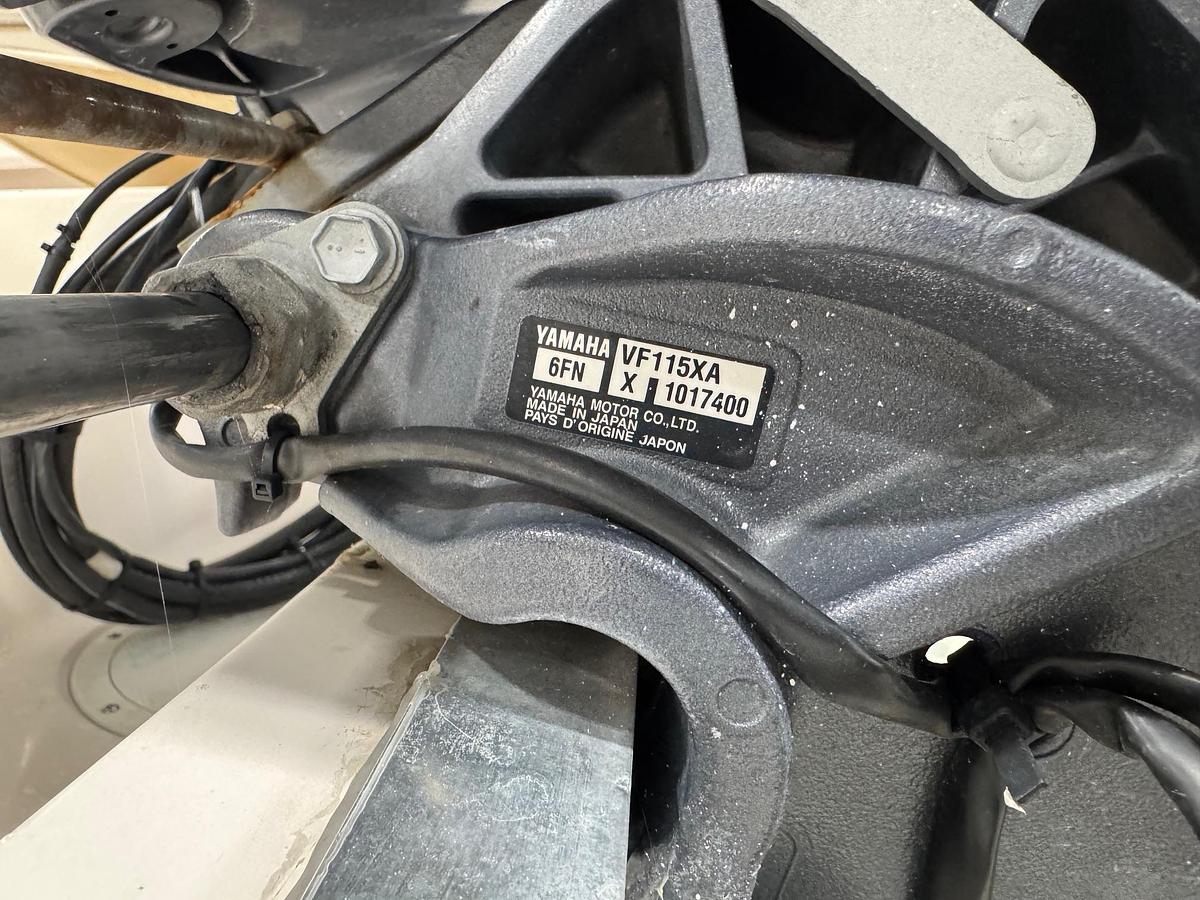 YAMAHA VF115XA
6FN X 1017400
YAMAHA MOTOR CO.,LTD.
MADE IN JAPAN
PAYS D'ORIGINE JAPON